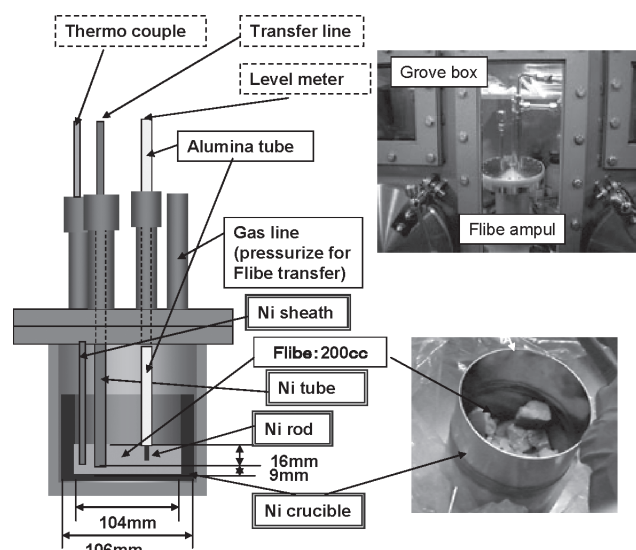 Thermo couple
Transfer line
Level meter
Alumina tube
Grove box
Flibe ampul
Gas line
(pressurize for
Flibe transfer)
Ni sheath
Flibe:200cc
Ni tube
Ni rod
16mm
9mm
Ni crucible
104mm
106mm